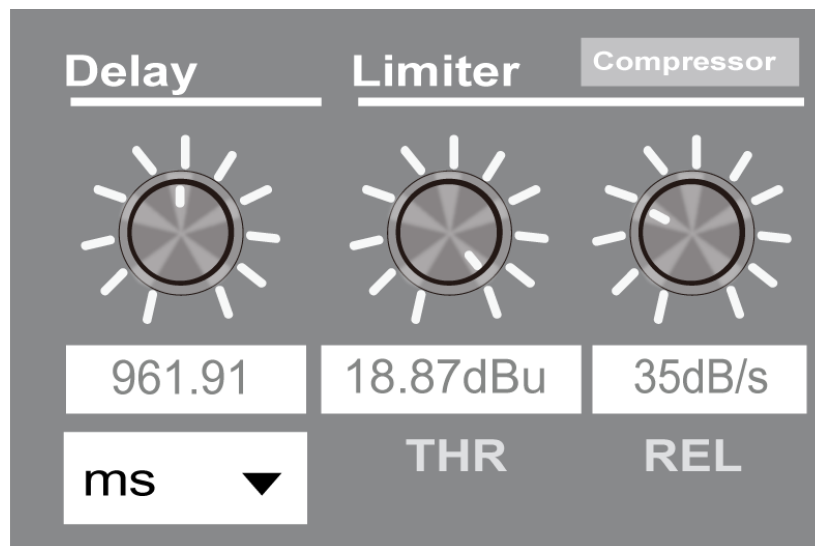 Delay
Limiter
Compressor
961.91
18.87dBu
35dB/s
ms
THR
REL